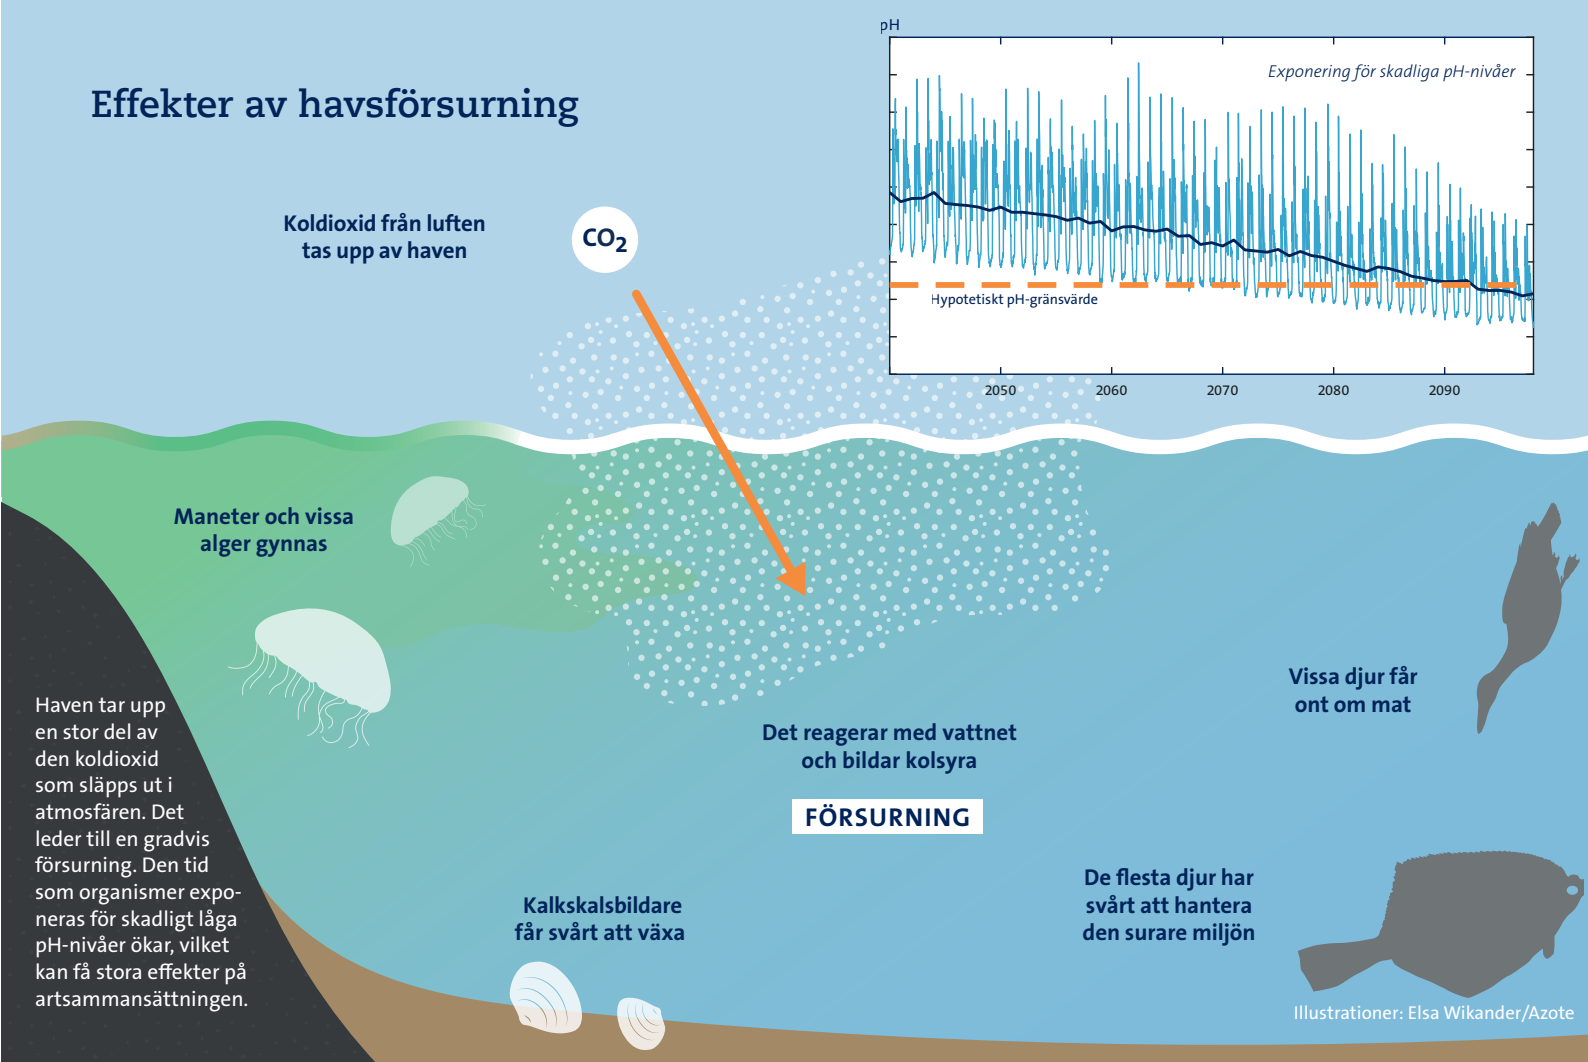 Effekter av havsförsurning
pH
Exponering för skadliga pH-nivåer
Hypotetiskt pH-gränsvärde
2050 2060 2070 2080 2090
Koldioxid från luften
tas upp av haven
CO₂
Maneter och vissa
alger gynnas
Vissa djur får
ont om mat
Det reagerar med vattnet
och bildar kolsyra
FÖRSURNING
Haven tar upp
en stor del av
den koldioxid
som släpps ut i
atmosfären. Det
leder till en gradvis
försurning. Den tid
som organismer expo-
neras för skadligt låga
pH-nivåer ökar, vilket
kan få stora effekter på
artsammansättningen.
Kalkskalsbildare
får svårt att växa
De flesta djur har
svårt att hantera
den surare miljön
Illustrationer: Elsa Wikander/Azote